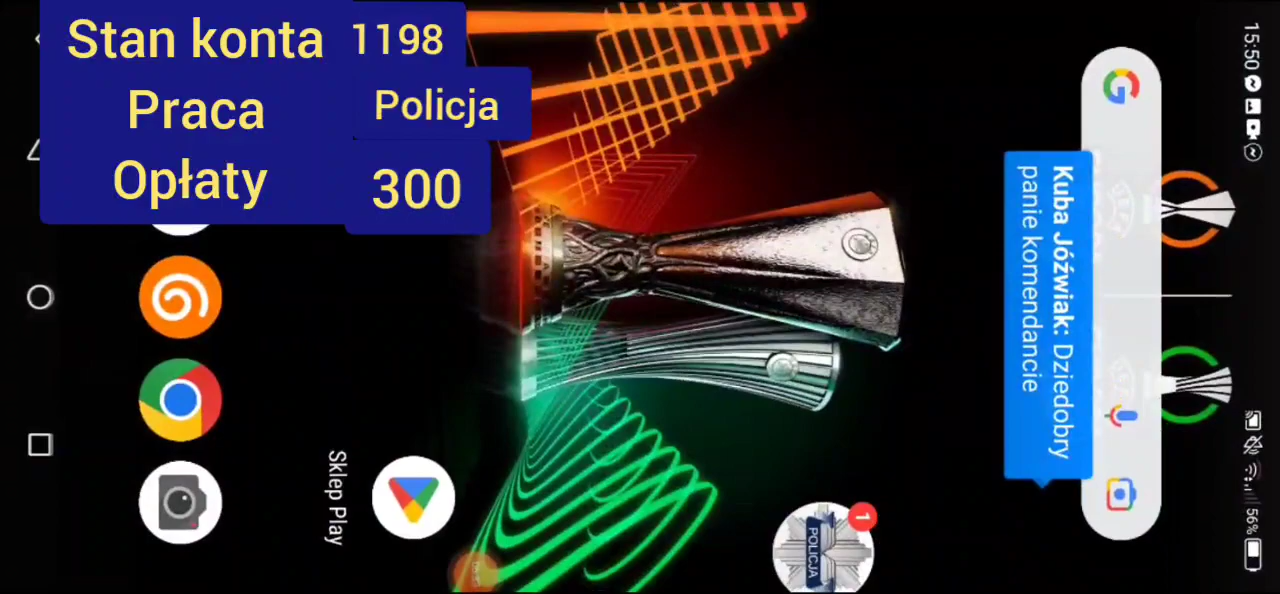 Stan konta 1198
Praca Policja
Opłaty 300
15:50
Kuba Jóźwiak: Dziedobry
panie komendancie
Sklep Play
1
POLICJA
56%